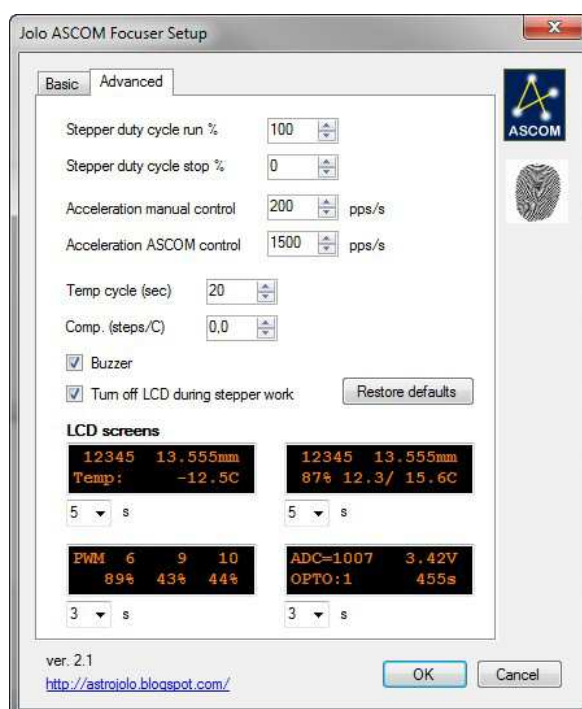 Jolo ASCOM Focuser Setup
Basic Advanced
ASCOM
Stepper duty cycle run % 100
Stepper duty cycle stop % 0
Acceleration manual control 200 pps/s
Acceleration ASCOM control 1500 pps/s
Temp cycle (sec) 20
Comp. (steps/C) 0,0
Buzzer
Turn off LCD during stepper work Restore defaults
LCD screens
12345 13.555mm
Temp: -12.5C
5 s
12345 13.555mm
87% 12.3/ 15.6C
5 s
PWM 6 9 10
89% 43% 44%
3 s
ADC=1007 3.42V
OPTO:1 455s
3 s
ver. 2.1
http://astrojolo.blogspot.com/
OK Cancel